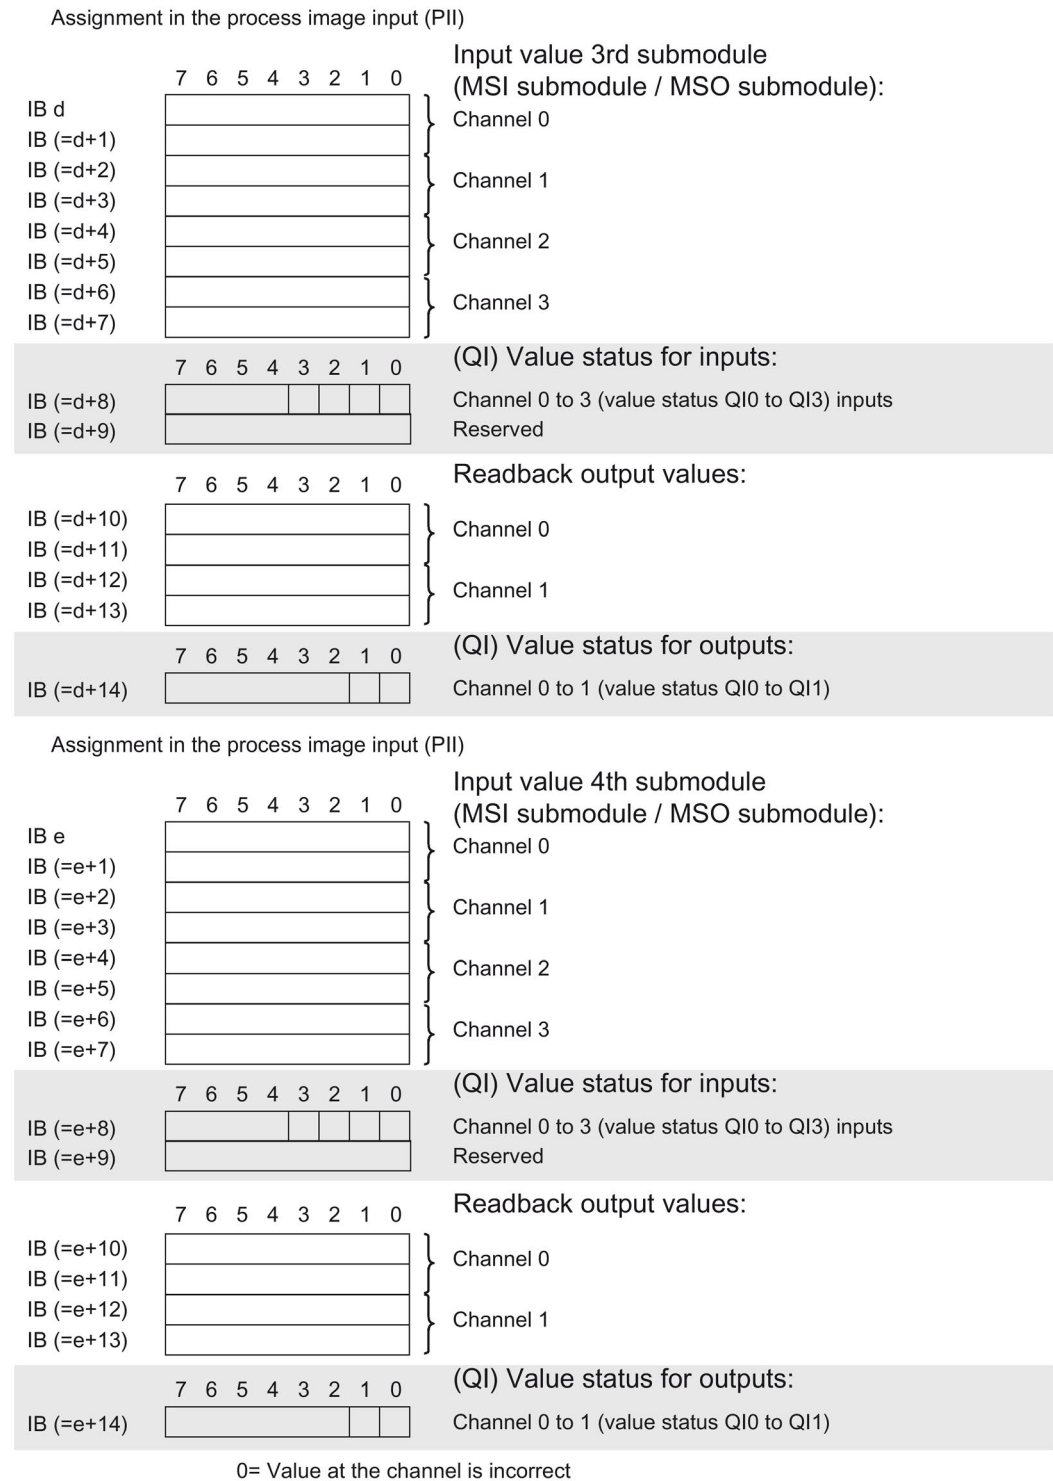 Assignment in the process image input (PII)
Input value 3rd submodule
(MSI submodule / MSO submodule):
7 6 5 4 3 2 1 0
IB d
Channel 0
IB (=d+1)
IB (=d+2)
Channel 1
IB (=d+3)
IB (=d+4)
Channel 2
IB (=d+5)
IB (=d+6)
Channel 3
IB (=d+7)
(QI) Value status for inputs:
7 6 5 4 3 2 1 0
IB (=d+8) Channel 0 to 3 (value status QI0 to QI3) inputs
IB (=d+9) Reserved
Readback output values:
7 6 5 4 3 2 1 0
IB (=d+10)
Channel 0
IB (=d+11)
IB (=d+12)
Channel 1
IB (=d+13)
(QI) Value status for outputs:
7 6 5 4 3 2 1 0
IB (=d+14) Channel 0 to 1 (value status QI0 to QI1)
Assignment in the process image input (PII)
Input value 4th submodule
(MSI submodule / MSO submodule):
7 6 5 4 3 2 1 0
IB e
Channel 0
IB (=e+1)
IB (=e+2)
Channel 1
IB (=e+3)
IB (=e+4)
Channel 2
IB (=e+5)
IB (=e+6)
Channel 3
IB (=e+7)
(QI) Value status for inputs:
7 6 5 4 3 2 1 0
IB (=e+8) Channel 0 to 3 (value status QI0 to QI3) inputs
IB (=e+9) Reserved
Readback output values:
7 6 5 4 3 2 1 0
IB (=e+10)
Channel 0
IB (=e+11)
IB (=e+12)
Channel 1
IB (=e+13)
(QI) Value status for outputs:
7 6 5 4 3 2 1 0
IB (=e+14) Channel 0 to 1 (value status QI0 to QI1)
0= Value at the channel is incorrect